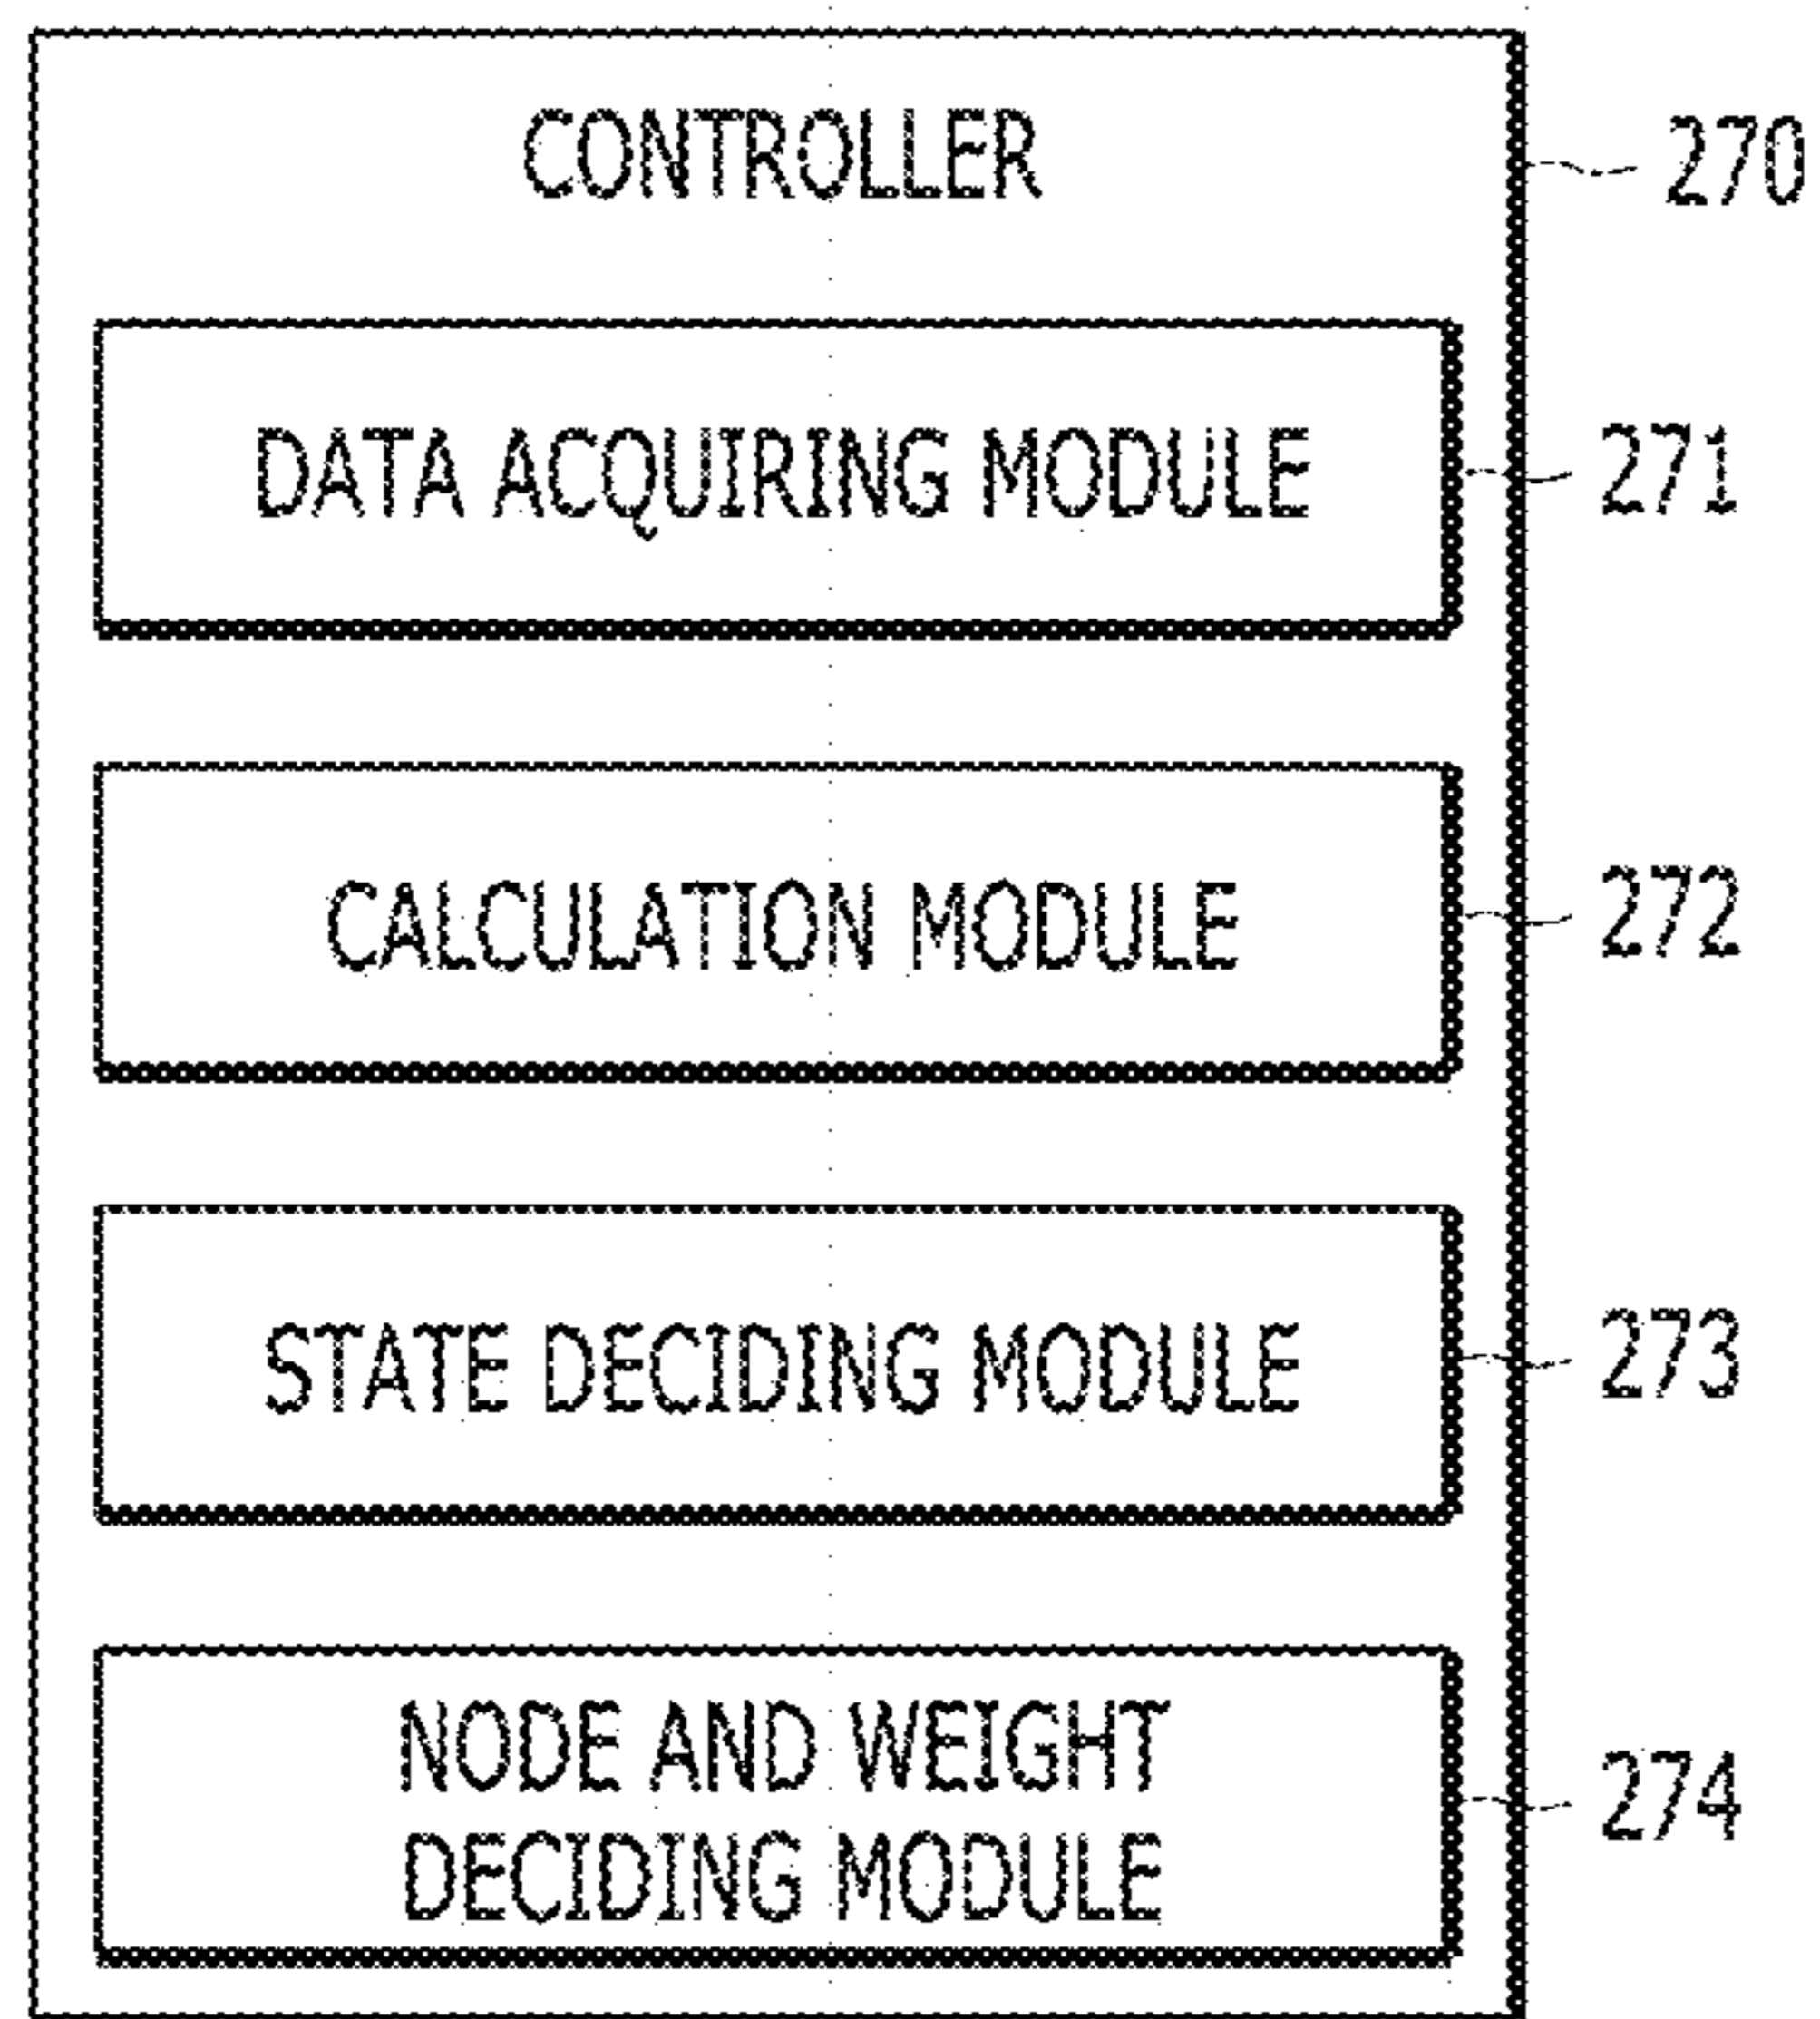 CONTROLLER
270
DATA ACQUIRING MODULE
271
CALCULATION MODULE
272
STATE DECIDING MODULE
273
NODE AND WEIGHT
DECIDING MODULE
274